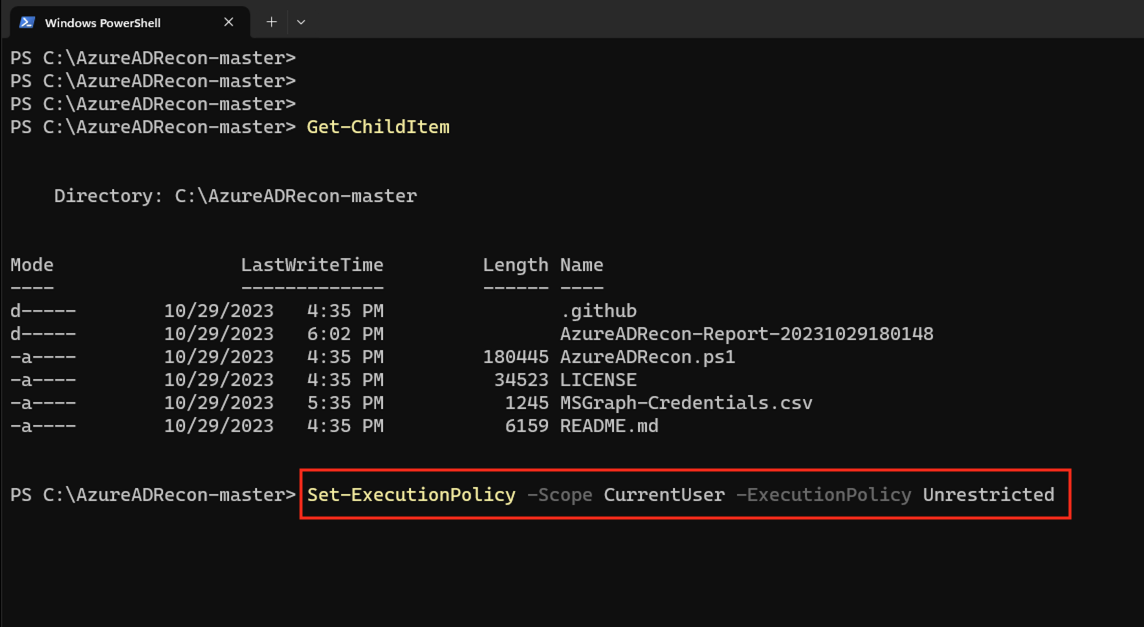 Windows PowerShell
PS C:\AzureADRecon-master>
PS C:\AzureADRecon-master>
PS C:\AzureADRecon-master>
PS C:\AzureADRecon-master> Get-ChildItem
    Directory: C:\AzureADRecon-master
Mode                 LastWriteTime         Length Name
----                 -------------         ------ ----
d-----        10/29/2023   4:35 PM                .github
d-----        10/29/2023   6:02 PM                AzureADRecon-Report-20231029180148
-a----        10/29/2023   4:35 PM         180445 AzureADRecon.ps1
-a----        10/29/2023   4:35 PM          34523 LICENSE
-a----        10/29/2023   5:35 PM           1245 MSGraph-Credentials.csv
-a----        10/29/2023   4:35 PM           6159 README.md
PS C:\AzureADRecon-master> Set-ExecutionPolicy -Scope CurrentUser -ExecutionPolicy Unrestricted